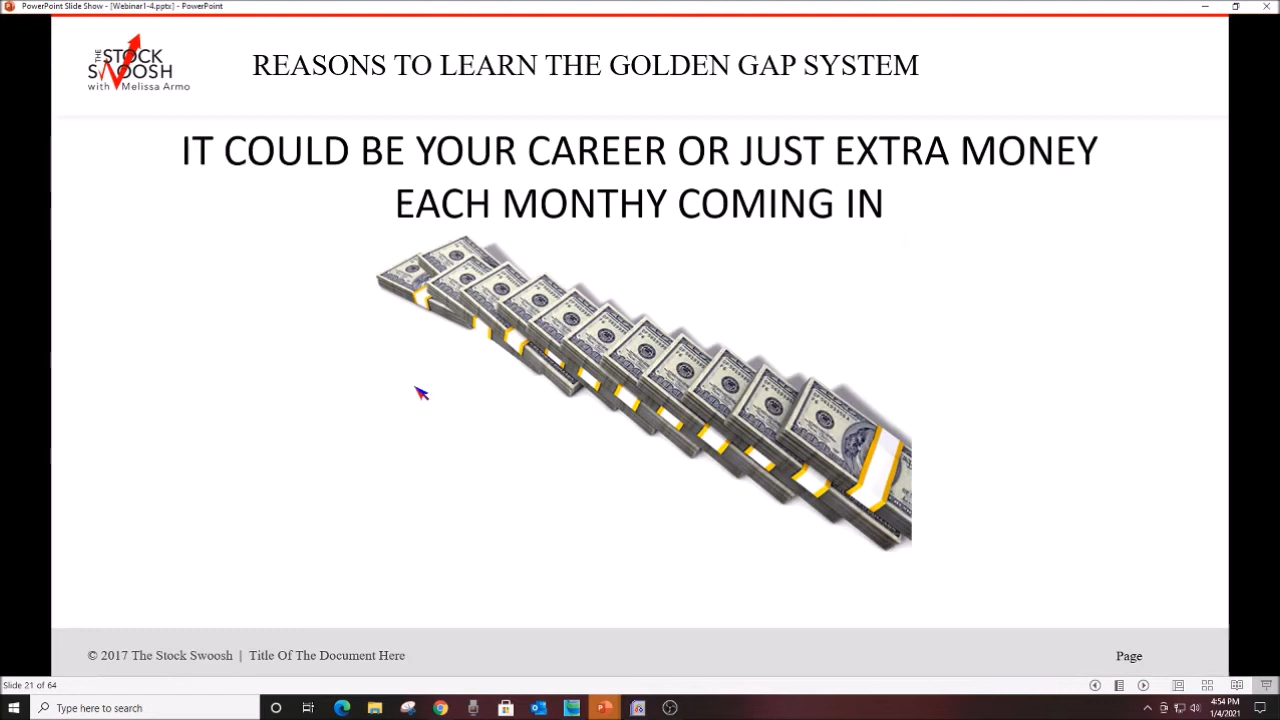 PowerPoint Slide Show - [Webinar1-4.pptx] - PowerPoint
THE STOCK SWOOSH
with Melissa Armo
REASONS TO LEARN THE GOLDEN GAP SYSTEM
IT COULD BE YOUR CAREER OR JUST EXTRA MONEY
EACH MONTHY COMING IN
© 2017 The Stock Swoosh | Title Of The Document Here
Page
Slide 21 of 64
Type here to search
4:54 PM
1/4/2021